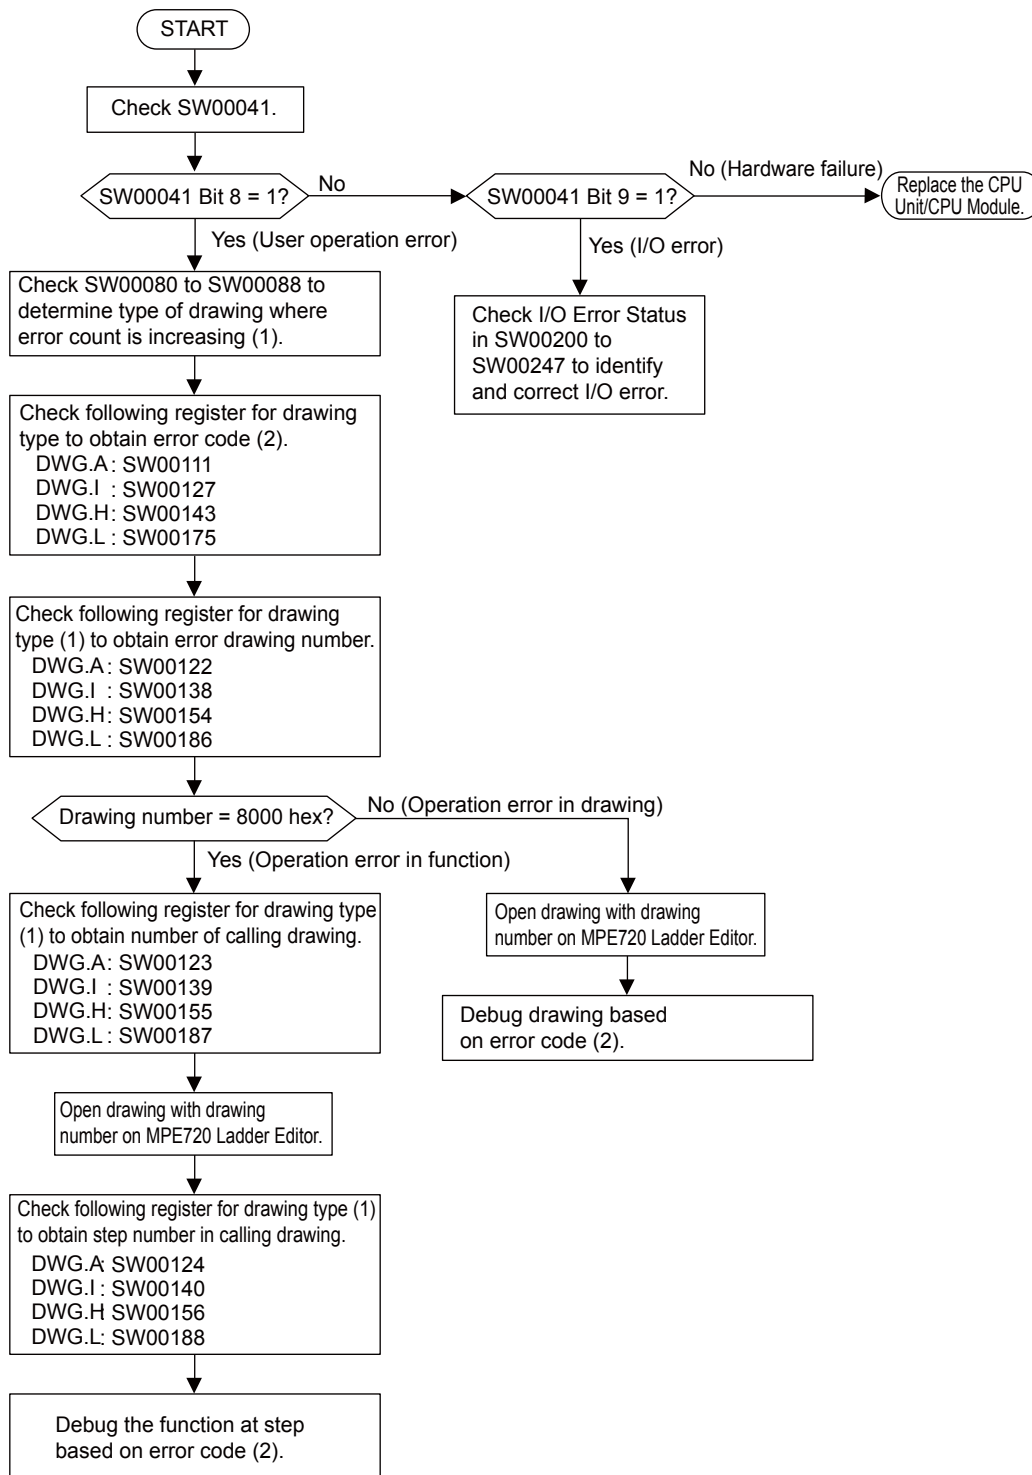 START
Check SW00041.
SW00041 Bit 8 = 1?
No
SW00041 Bit 9 = 1?
No (Hardware failure)
Replace the CPU
Unit/CPU Module.
Yes (User operation error)
Yes (I/O error)
Check SW00080 to SW00088 to
determine type of drawing where
error count is increasing (1).
Check I/O Error Status
in SW00200 to
SW00247 to identify
and correct I/O error.
Check following register for drawing
type to obtain error code (2).
DWG.A : SW00111
DWG.I : SW00127
DWG.H: SW00143
DWG.L : SW00175
Check following register for drawing
type (1) to obtain error drawing number.
DWG.A : SW00122
DWG.I : SW00138
DWG.H: SW00154
DWG.L : SW00186
Drawing number = 8000 hex?
No (Operation error in drawing)
Yes (Operation error in function)
Check following register for drawing type
(1) to obtain number of calling drawing.
DWG.A: SW00123
DWG.I : SW00139
DWG.H: SW00155
DWG.L : SW00187
Open drawing with drawing
number on MPE720 Ladder Editor.
Debug drawing based
on error code (2).
Open drawing with drawing
number on MPE720 Ladder Editor.
Check following register for drawing type (1)
to obtain step number in calling drawing.
DWG.A: SW00124
DWG.I : SW00140
DWG.H: SW00156
DWG.L: SW00188
Debug the function at step
based on error code (2).